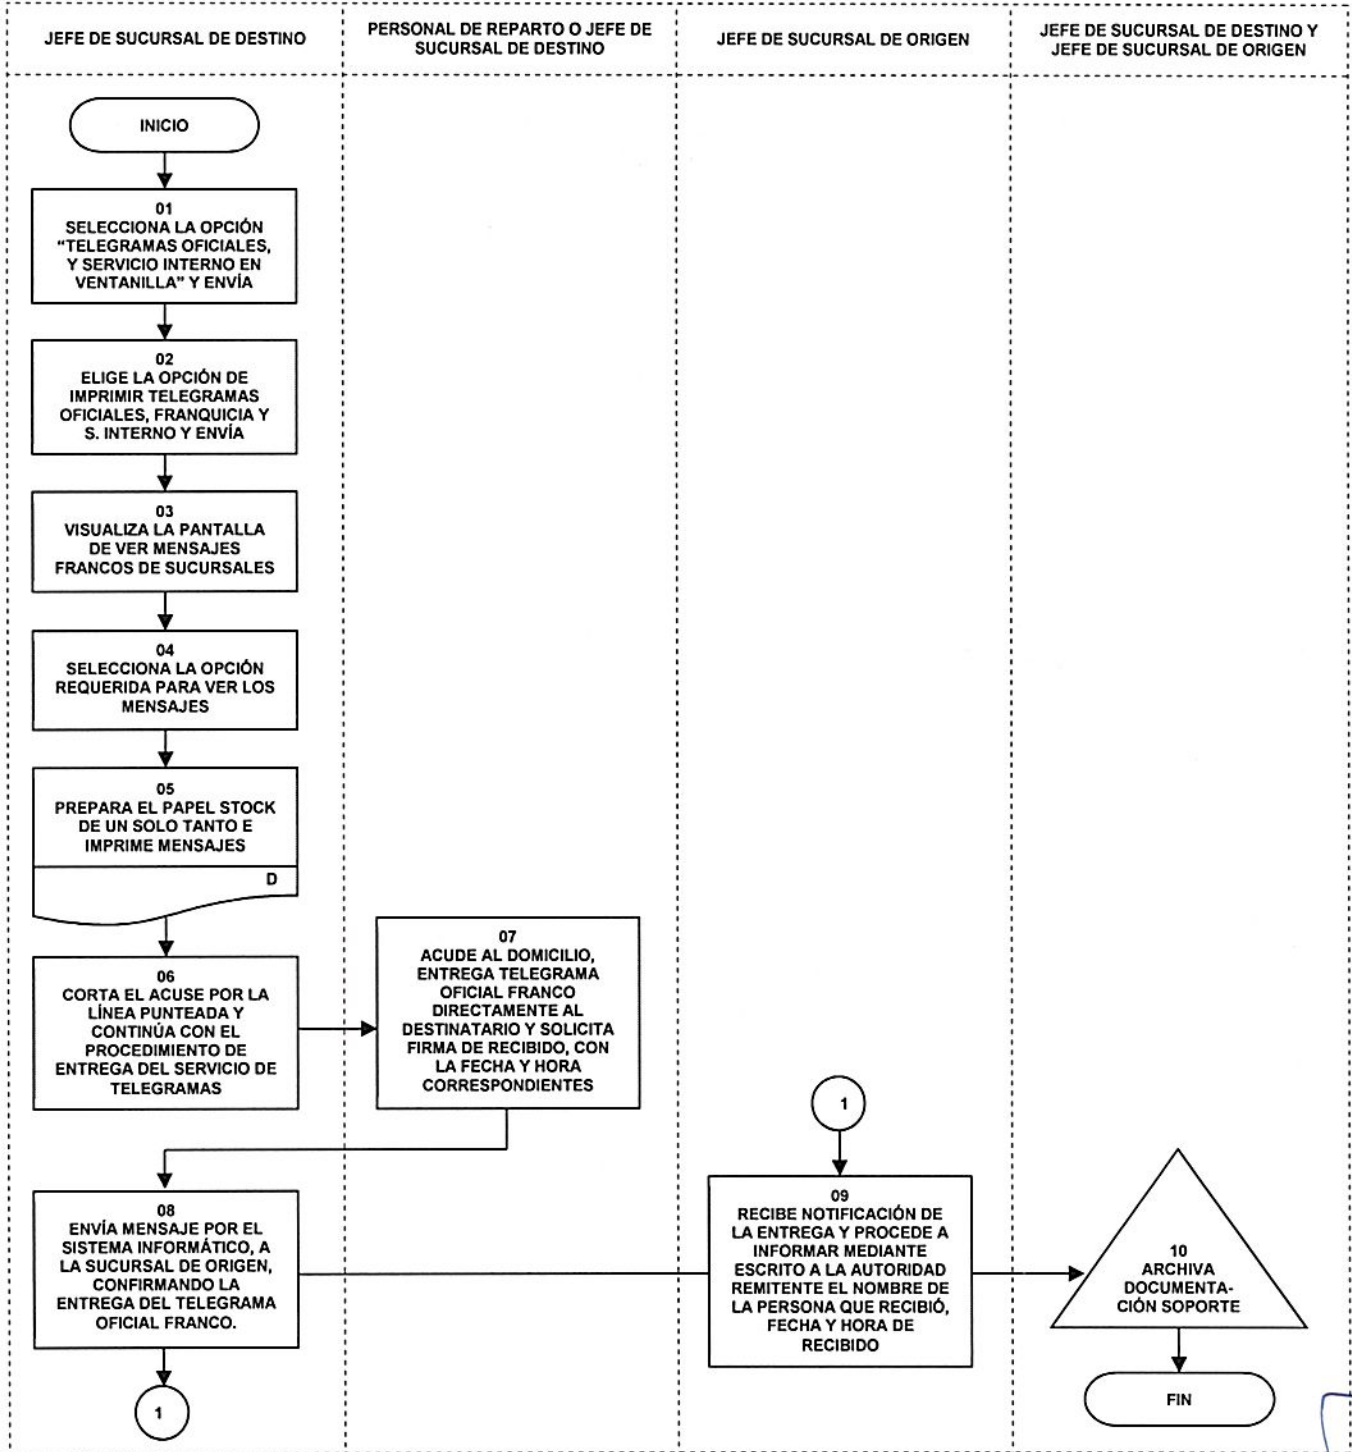 JEFE DE SUCURSAL DE DESTINO
PERSONAL DE REPARTO O JEFE DE
SUCURSAL DE DESTINO
JEFE DE SUCURSAL DE ORIGEN
JEFE DE SUCURSAL DE DESTINO Y
JEFE DE SUCURSAL DE ORIGEN
INICIO
01
SELECCIONA LA OPCIÓN
“TELEGRAMAS OFICIALES,
Y SERVICIO INTERNO EN
VENTANILLA” Y ENVÍA
02
ELIGE LA OPCIÓN DE
IMPRIMIR TELEGRAMAS
OFICIALES, FRANQUICIA Y
S. INTERNO Y ENVÍA
03
VISUALIZA LA PANTALLA
DE VER MENSAJES
FRANCOS DE SUCURSALES
04
SELECCIONA LA OPCIÓN
REQUERIDA PARA VER LOS
MENSAJES
05
PREPARA EL PAPEL STOCK
DE UN SOLO TANTO E
IMPRIME MENSAJES
D
06
CORTA EL ACUSE POR LA
LÍNEA PUNTEADA Y
CONTINÚA CON EL
PROCEDIMIENTO DE
ENTREGA DEL SERVICIO DE
TELEGRAMAS
07
ACUDE AL DOMICILIO,
ENTREGA TELEGRAMA
OFICIAL FRANCO
DIRECTAMENTE AL
DESTINATARIO Y SOLICITA
FIRMA DE RECIBIDO, CON
LA FECHA Y HORA
CORRESPONDIENTES
08
ENVÍA MENSAJE POR EL
SISTEMA INFORMÁTICO, A
LA SUCURSAL DE ORIGEN,
CONFIRMANDO LA
ENTREGA DEL TELEGRAMA
OFICIAL FRANCO.
1
1
09
RECIBE NOTIFICACIÓN DE
LA ENTREGA Y PROCEDE A
INFORMAR MEDIANTE
ESCRITO A LA AUTORIDAD
REMITENTE EL NOMBRE DE
LA PERSONA QUE RECIBIÓ,
FECHA Y HORA DE
RECIBIDO
10
ARCHIVA
DOCUMENTA-
CIÓN SOPORTE
FIN